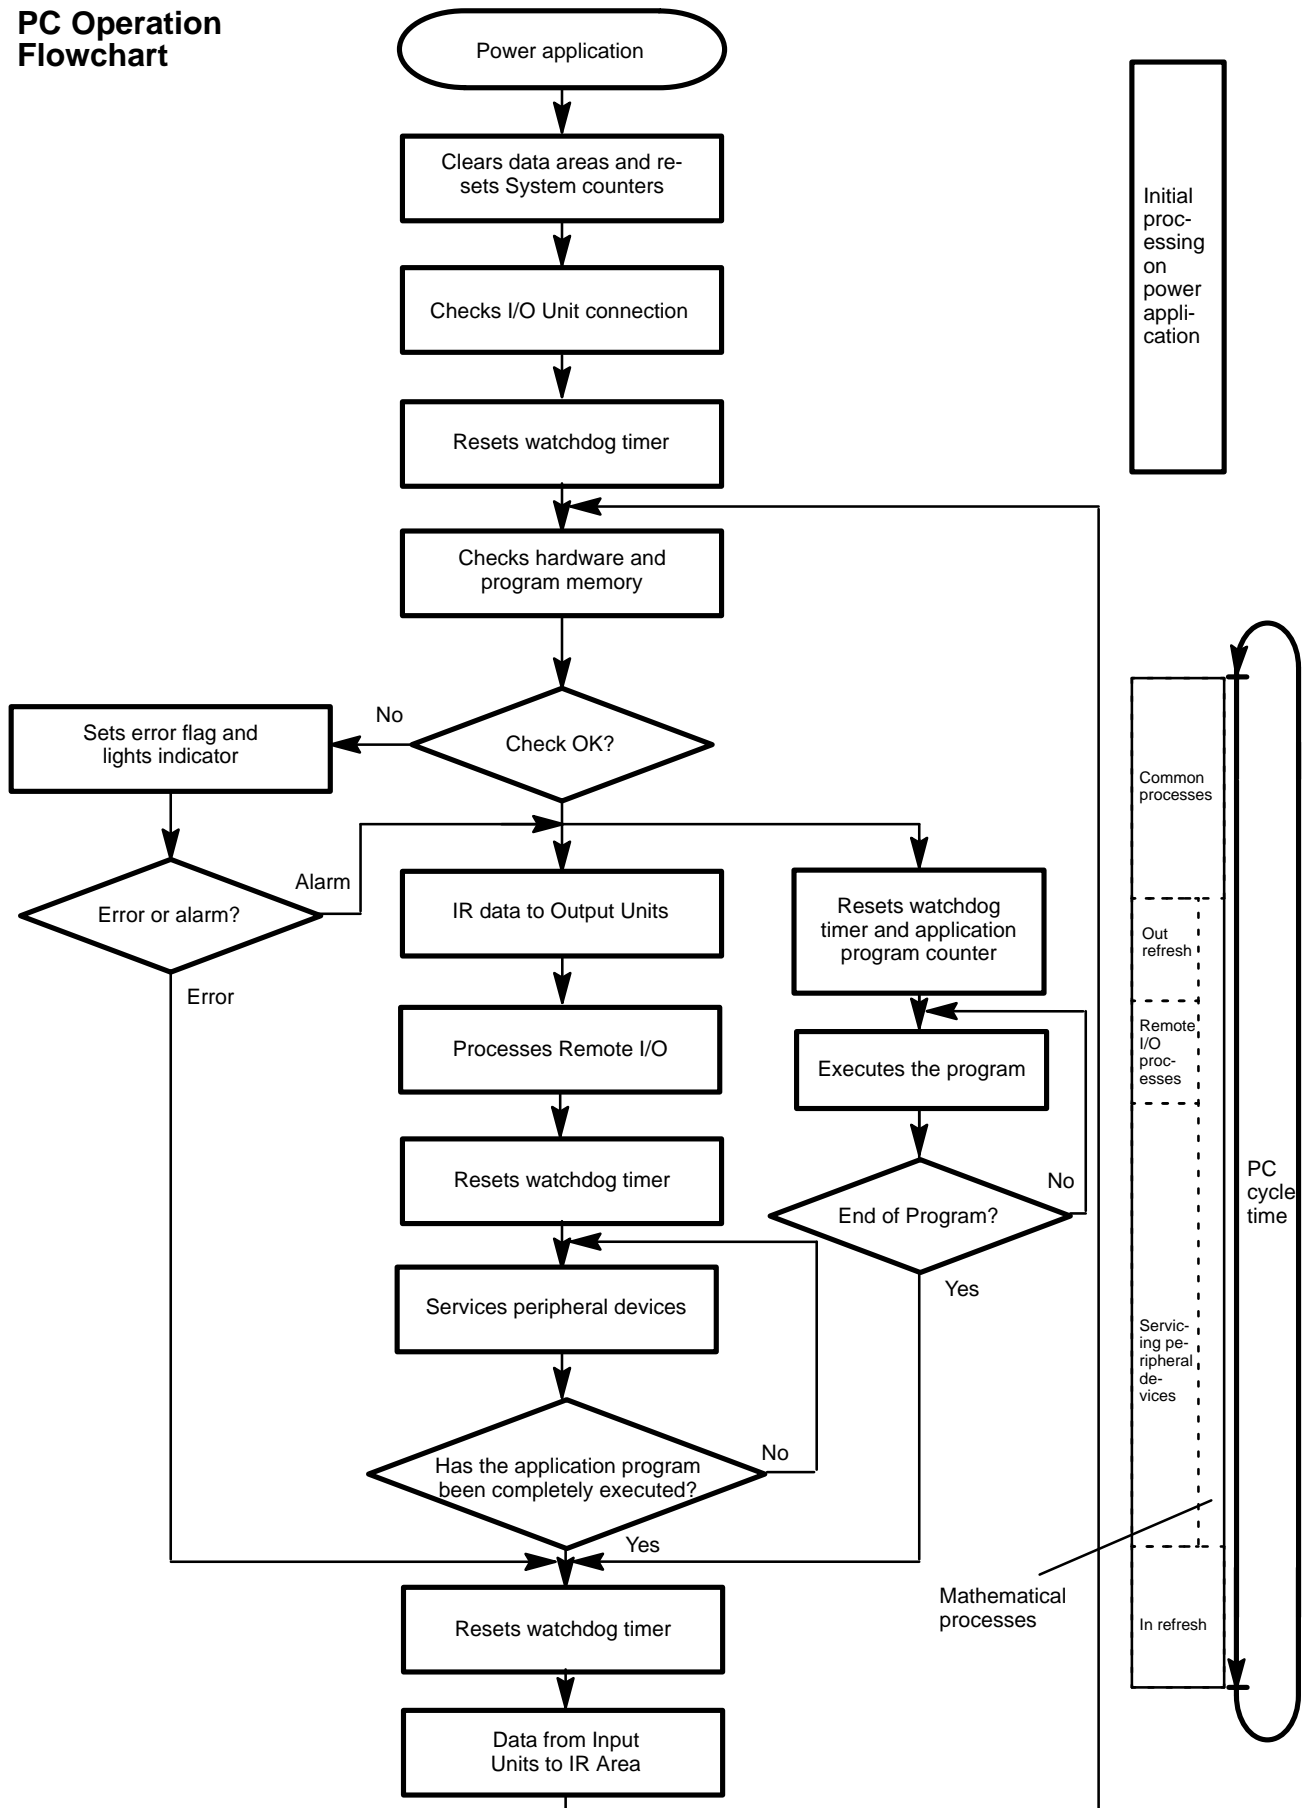 PC Operation
Flowchart
Power application
Clears data areas and re-
sets System counters
Checks I/O Unit connection
Resets watchdog timer
Initial
proc-
essing
on
power
appli-
cation
Checks hardware and
program memory
No
Sets error flag and
lights indicator
Check OK?
Common
processes
Alarm
Error or alarm?
Error
IR data to Output Units
Resets watchdog
timer and application
program counter
Out
refresh
Processes Remote I/O
Executes the program
Remote
I/O
proc-
esses
Resets watchdog timer
No
End of Program?
Yes
PC
cycle
time
Services peripheral devices
Servic-
ing pe-
ripheral
de-
vices
No
Has the application program
been completely executed?
Yes
Mathematical
processes
Resets watchdog timer
In refresh
Data from Input
Units to IR Area